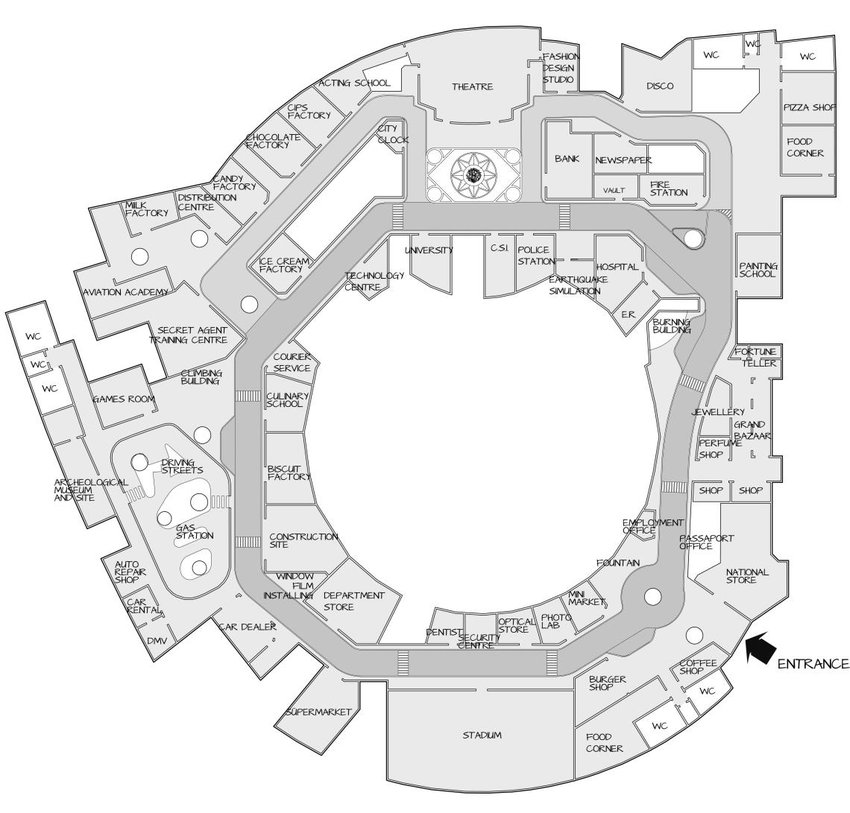 FASHION
DESIGN
STUDIO
WC
WC
WC
THEATRE
ACTING SCHOOL
DISCO
CIPS
FACTORY
PIZZA SHOP
CITY
CLOCK
CHOCOLATE
FACTORY
FOOD
CORNER
BANK
NEWSPAPER
CANDY
FACTORY
VAULT
FIRE
STATION
DISTRIBUTION
CENTRE
MILK
FACTORY
UNIVERSITY
C.S.I.
POLICE
STATION
ICE CREAM
FACTORY
TECHNOLOGY
CENTRE
HOSPITAL
PAINTING
SCHOOL
EARTHQUAKE
SIMULATION
AVIATION ACADEMY
E.R.
BURNING
BUILDING
SECRET AGENT
TRAINING CENTRE
WC
WC
WC
COURIER
SERVICE
FORTUNE
TELLER
CLIMBING
BUILDING
GAMES ROOM
CULINARY
SCHOOL
JEWELLERY
GRAND
BAZAAR
PERFUME
SHOP
DRIVING
STREETS
BISCUIT
FACTORY
ARCHEOLOGICAL
MUSEUM
AND SITE
SHOP
SHOP
GAS
STATION
CONSTRUCTION
SITE
EMPLOYMENT
OFFICE
PASSAPORT
OFFICE
AUTO
REPAIR
SHOP
FOUNTAIN
NATIONAL
STORE
WINDOW
FILM
INSTALLING
DEPARTMENT
STORE
CAR
RENTAL
MINI
MARKET
PHOTO
LAB
OPTICAL
STORE
DENTIST
SECURITY
CENTRE
CAR DEALER
DMV
ENTRANCE
COFFEE
SHOP
BURGER
SHOP
WC
SUPERMARKET
WC
STADIUM
FOOD
CORNER